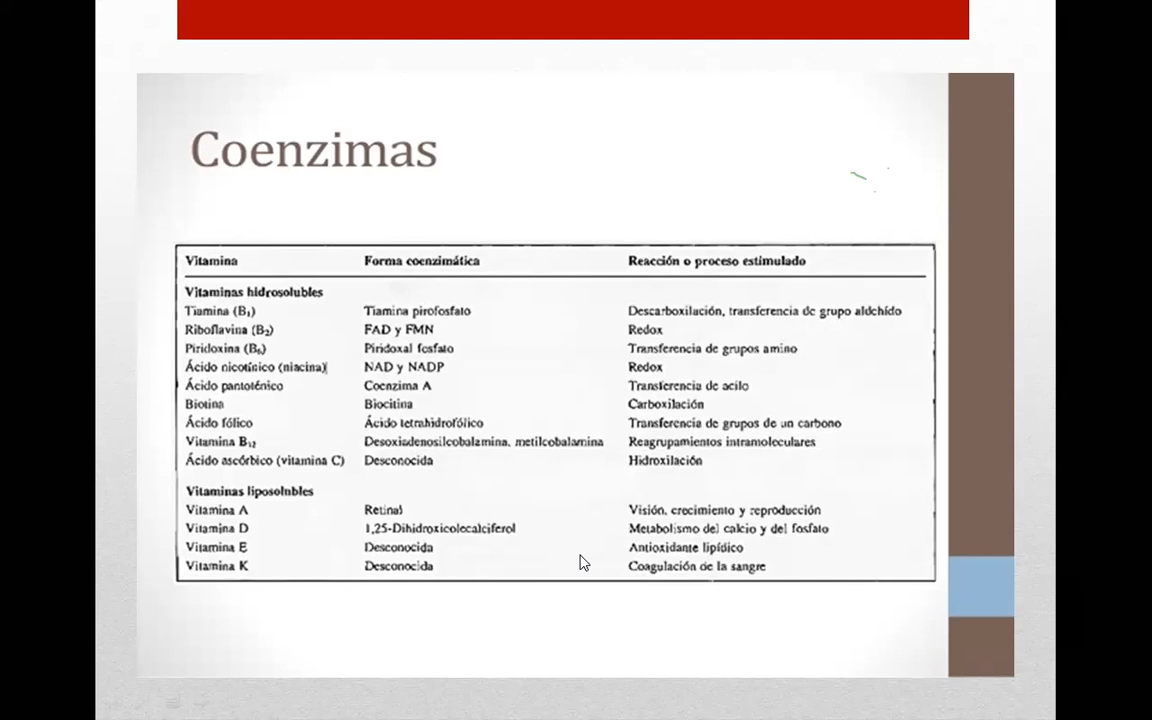 Coenzimas
Vitamina Forma coenzimática Reacción o proceso estimulado
Vitaminas hidrosolubles
Tiamina (B₁) Tiamina pirofosfato Descarboxilación, transferencia de grupo aldehído
Riboflavina (B₂) FAD y FMN Redox
Piridoxina (B₆) Piridoxal fosfato Transferencia de grupos amino
Ácido nicotínico (niacina) NAD y NADP Redox
Ácido pantoténico Coenzima A Transferencia de acilo
Biotina Biocitina Carboxilación
Ácido fólico Ácido tetrahidrofólico Transferencia de grupos de un carbono
Vitamina B₁₂ Desoxiadenosilcobalamina, metilcobalamina Reagrupamientos intramoleculares
Ácido ascórbico (vitamina C) Desconocida Hidroxilación
Vitaminas liposolubles
Vitamina A Retinal Visión, crecimiento y reproducción
Vitamina D 1,25-Dihidroxicolecalciferol Metabolismo del calcio y del fosfato
Vitamina E Desconocida Antioxidante lipídico
Vitamina K Desconocida Coagulación de la sangre